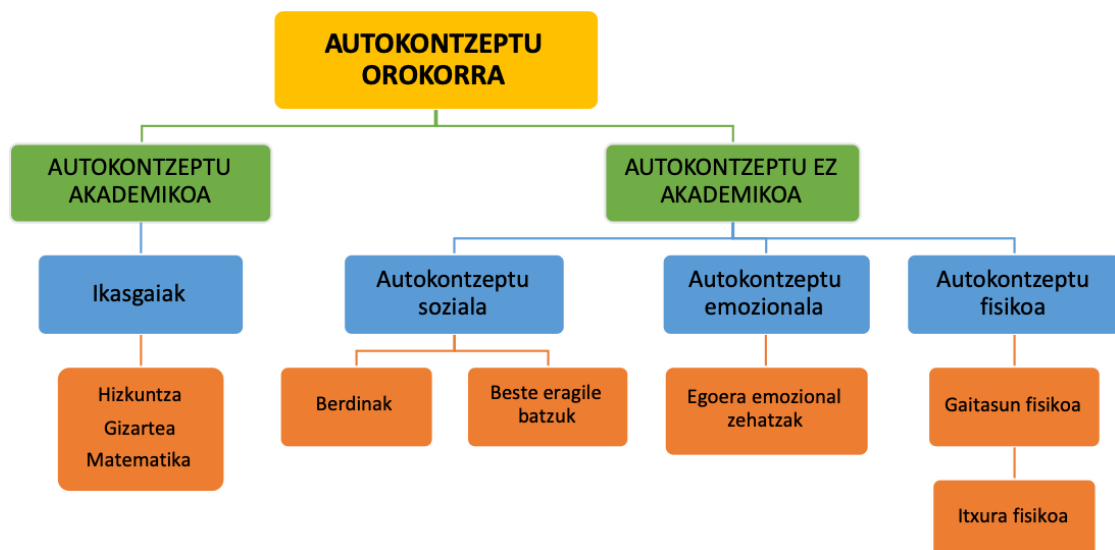 AUTOKONTZEPTU
OROKORRA
AUTOKONTZEPTU
AKADEMIKOA
AUTOKONTZEPTU EZ
AKADEMIKOA
Ikasgaiak
Autokontzeptu
soziala
Autokontzeptu
emozionala
Autokontzeptu
fisikoa
Hizkuntza
Gizartea
Matematika
Berdinak
Beste eragile
batzuk
Egoera emozional
zehatzak
Gaitasun fisikoa
Itxura fisikoa